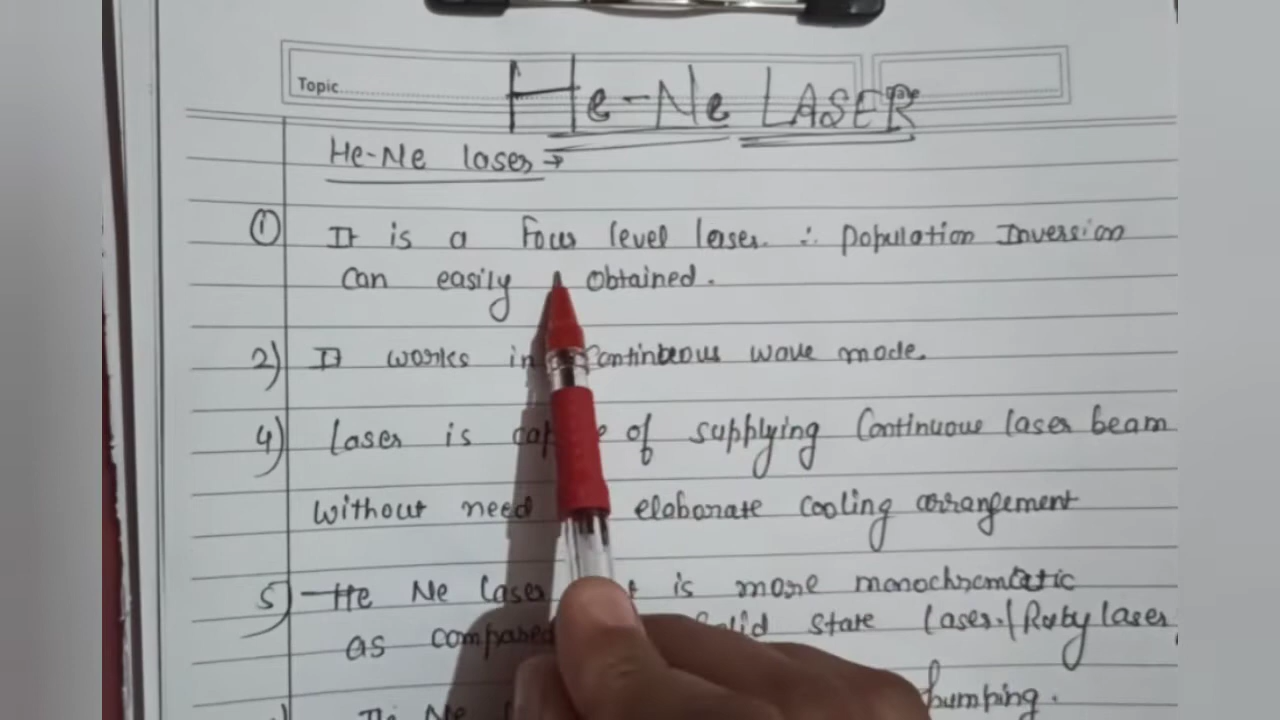 Topic
He-Ne LASER
He-Ne laser →
① It is a Four level laser. ∴ Population Inversion
Can easily obtained.
2) It works in Continuous wave mode.
4) Laser is of supplying Continuous laser beam
without need elaborate Cooling arrangement
5) He Ne laser is more monochromatic
as compared Solid State laser/Ruby laser
He Ne pumping.